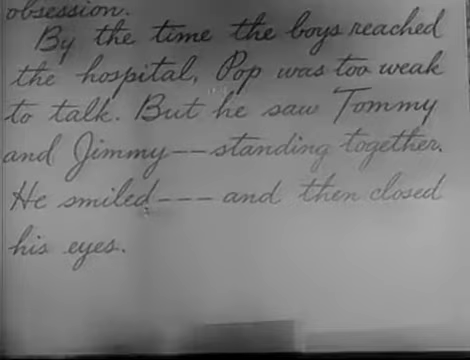 obsession.
By the time the boys reached
the hospital, Pop was too weak
to talk. But he saw Tommy
and Jimmy--standing together.
He smiled--- and then closed
his eyes.